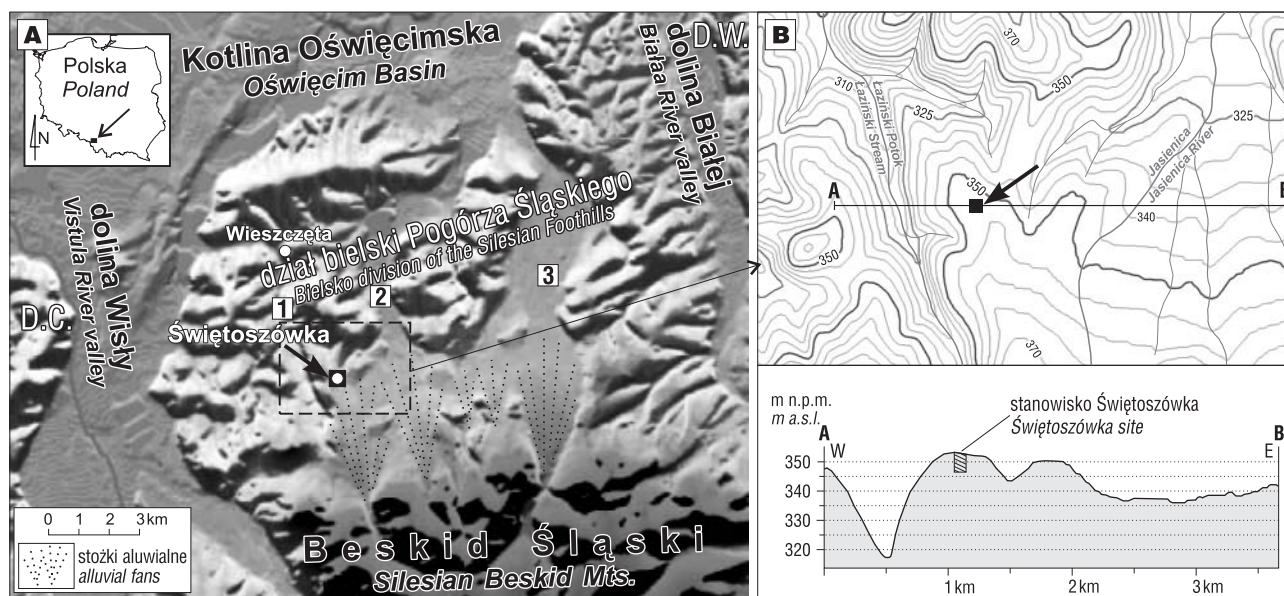 A
Polska
Poland
N
Kotlina Oświęcimska
Oświęcim Basin
D.W.
dolina Białej
Białaa River valley
dolina Wisły
Vistula River valley
D.C.
Wieszczęta
dział bielski Pogórza Śląskiego
Bielsko division of the Silesian Foothills
1
2
3
Świętoszówka
0 1 2 3 km
stożki aluwialne
alluvial fans
Beskid Śląski
Silesian Beskid Mts.
B
370
350
310
325
Łaziński Potok
Łaziński Stream
325
Jasienica
Jasienica River
350
A
340
350
370
m n.p.m.
m a.s.l.
stanowisko Świętoszówka
Świętoszówka site
A
B
W
E
350
340
330
320
1 km
2 km
3 km